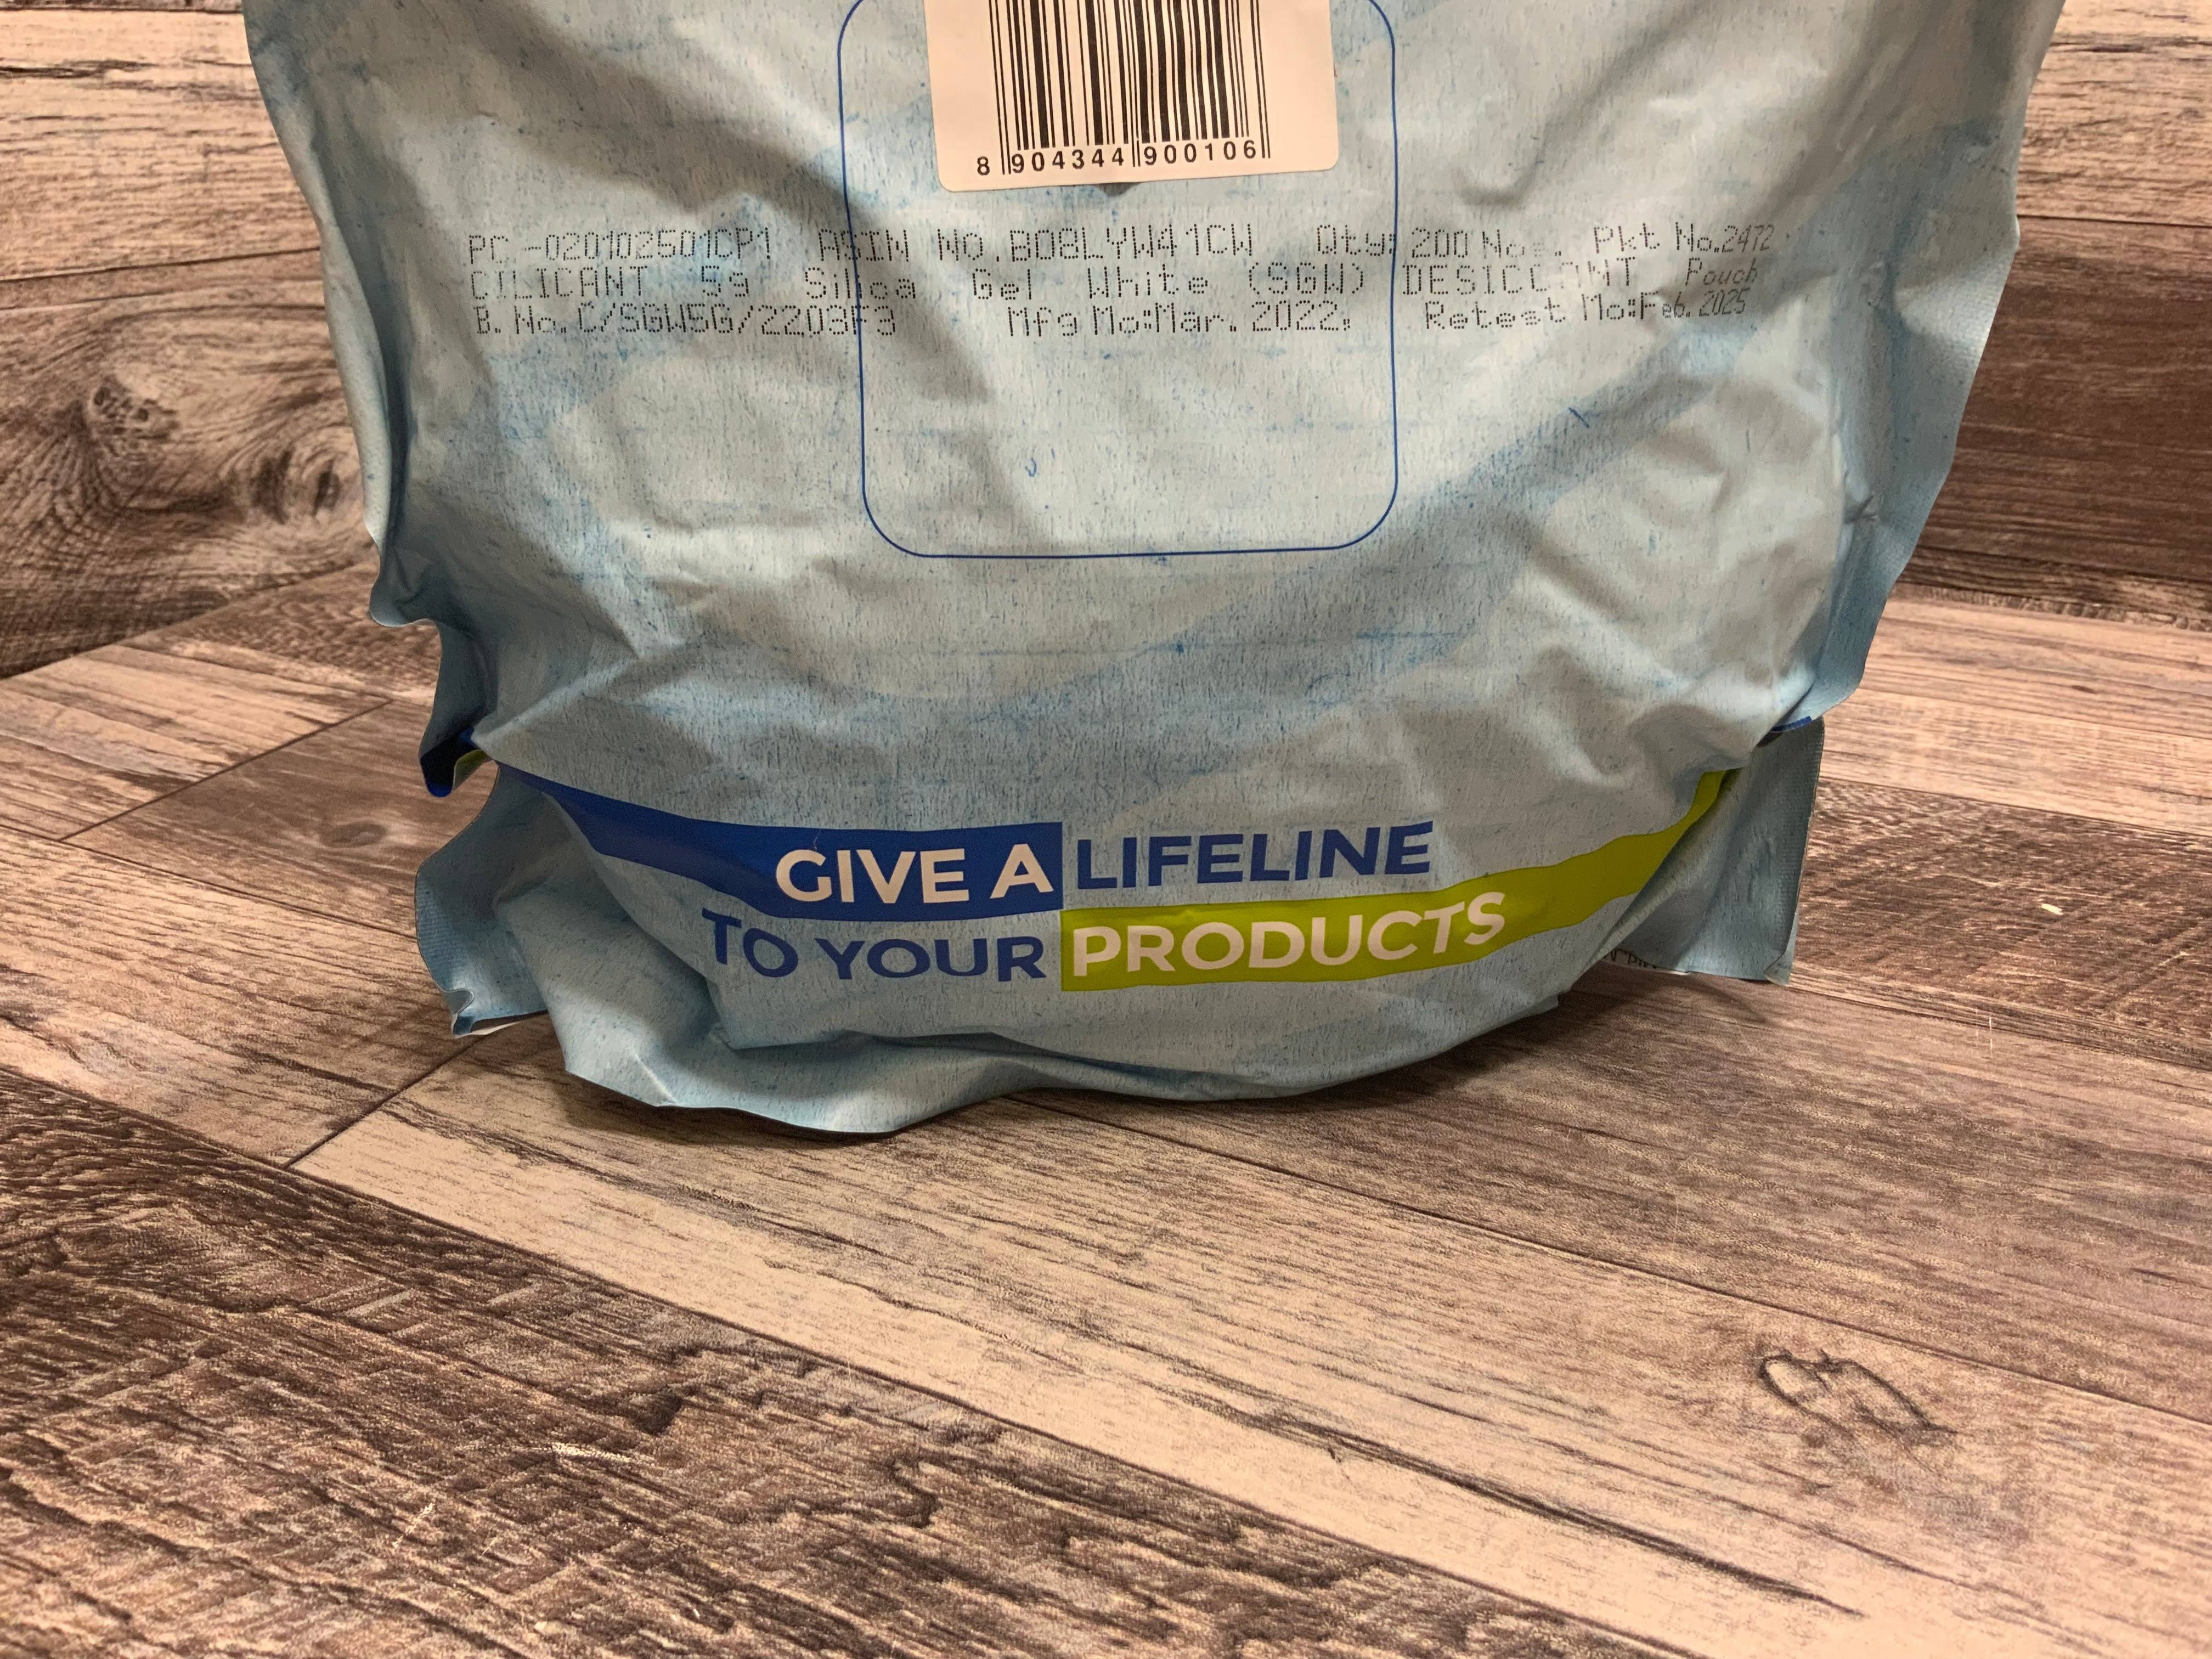 8 904344 900106
PC.-020102501CP1 ASIN NO.B08LYW41CW Qty: 200 Nos. Pkt No.2472
CILICANT 5g Silica Gel White (SGW) DESICCANT Pouch
B. No.C/SGW5G/2203F3 Mfg Mo:Mar. 2022. Retest Mo:Feb. 2025
GIVE A LIFELINE
TO YOUR PRODUCTS